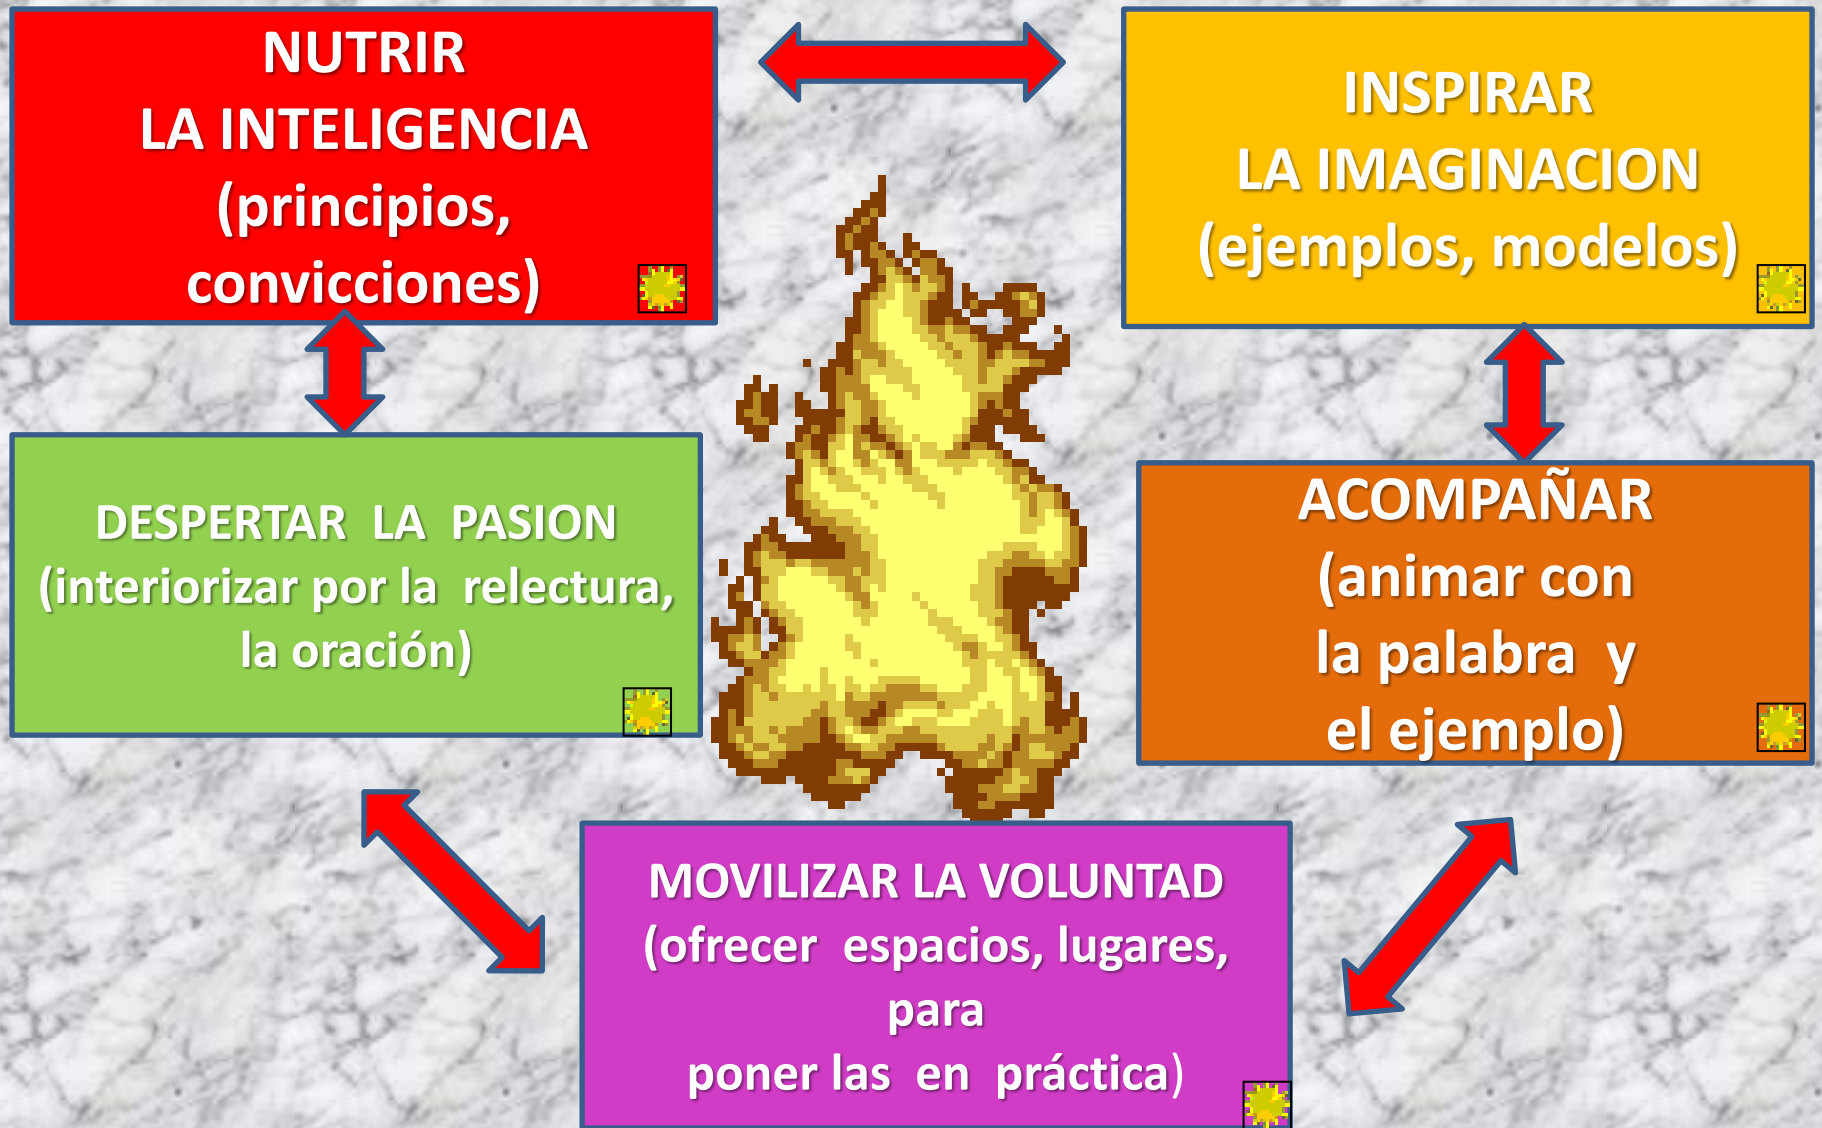 NUTRIR
LA INTELIGENCIA
(principios,
convicciones)
INSPIRAR
LA IMAGINACION
(ejemplos, modelos)
DESPERTAR LA PASION
(interiorizar por la relectura,
la oración)
ACOMPAÑAR
(animar con
la palabra y
el ejemplo)
MOVILIZAR LA VOLUNTAD
(ofrecer espacios, lugares,
para
poner las en práctica)